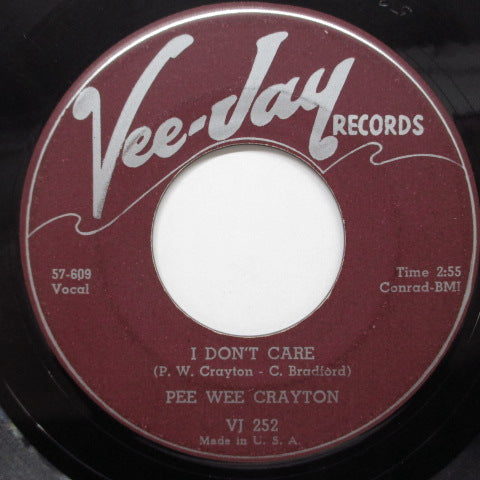 Vee-Jay
RECORDS
57-609
Vocal
Time 2:55
Conrad-BMI
I DON'T CARE
(P. W. Crayton - C. Bradford)
PEE WEE CRAYTON
VJ 252
Made in U. S. A.